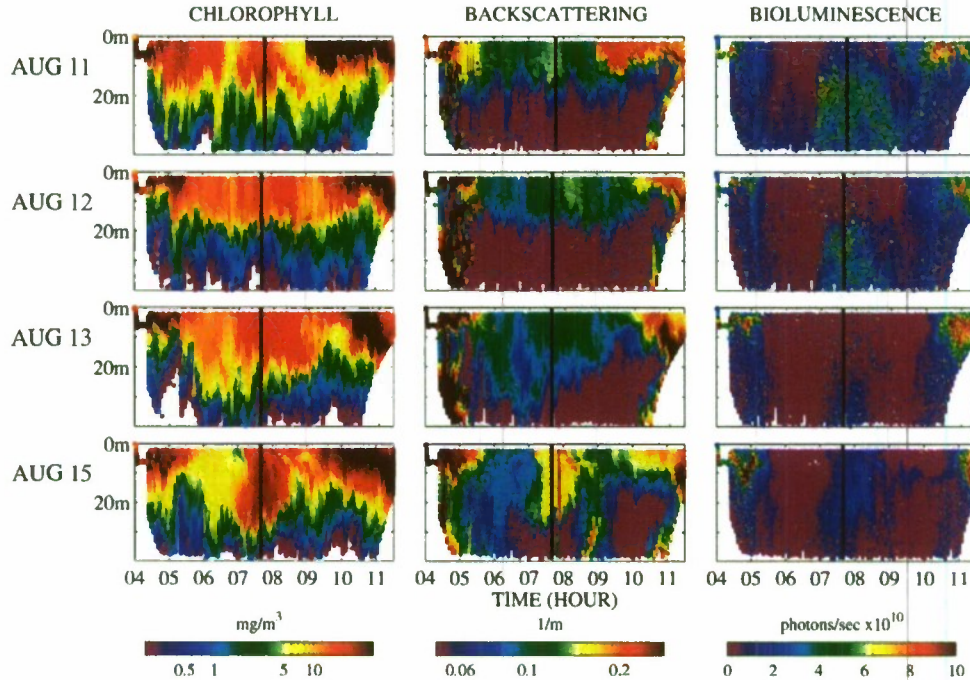 CHLOROPHYLL BACKSCATTERING BIOLUMINESCENCE
0m
AUG 11
20m
0m
AUG 12
20m
0m
AUG 13
20m
0m
AUG 15
20m
04 05 06 07 08 09 10 11 04 05 06 07 08 09 10 11 04 05 06 07 08 09 10 11
TIME (HOUR)
mg/m³ 1/m photons/sec x10¹⁰
0.5 1 5 10 0.06 0.1 0.2 0 2 4 6 8 10